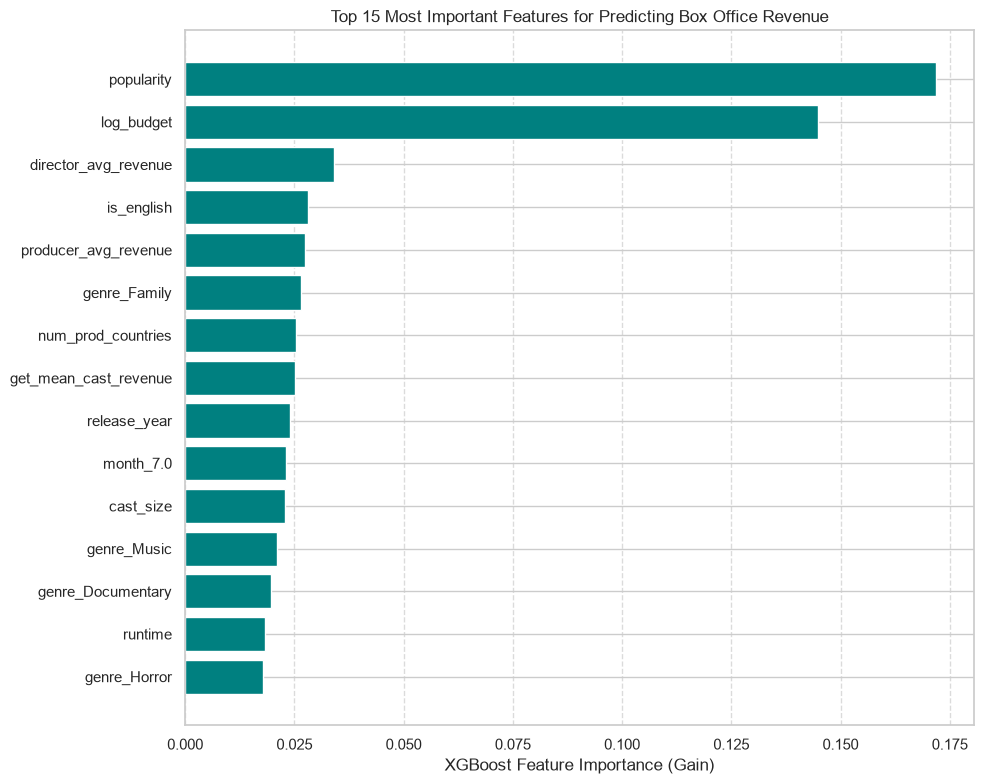 Top 15 Most Important Features for Predicting Box Office Revenue
popularity
log_budget
director_avg_revenue
is_english
producer_avg_revenue
genre_Family
num_prod_countries
get_mean_cast_revenue
release_year
month_7.0
cast_size
genre_Music
genre_Documentary
runtime
genre_Horror
0.000 0.025 0.050 0.075 0.100 0.125 0.150 0.175
XGBoost Feature Importance (Gain)